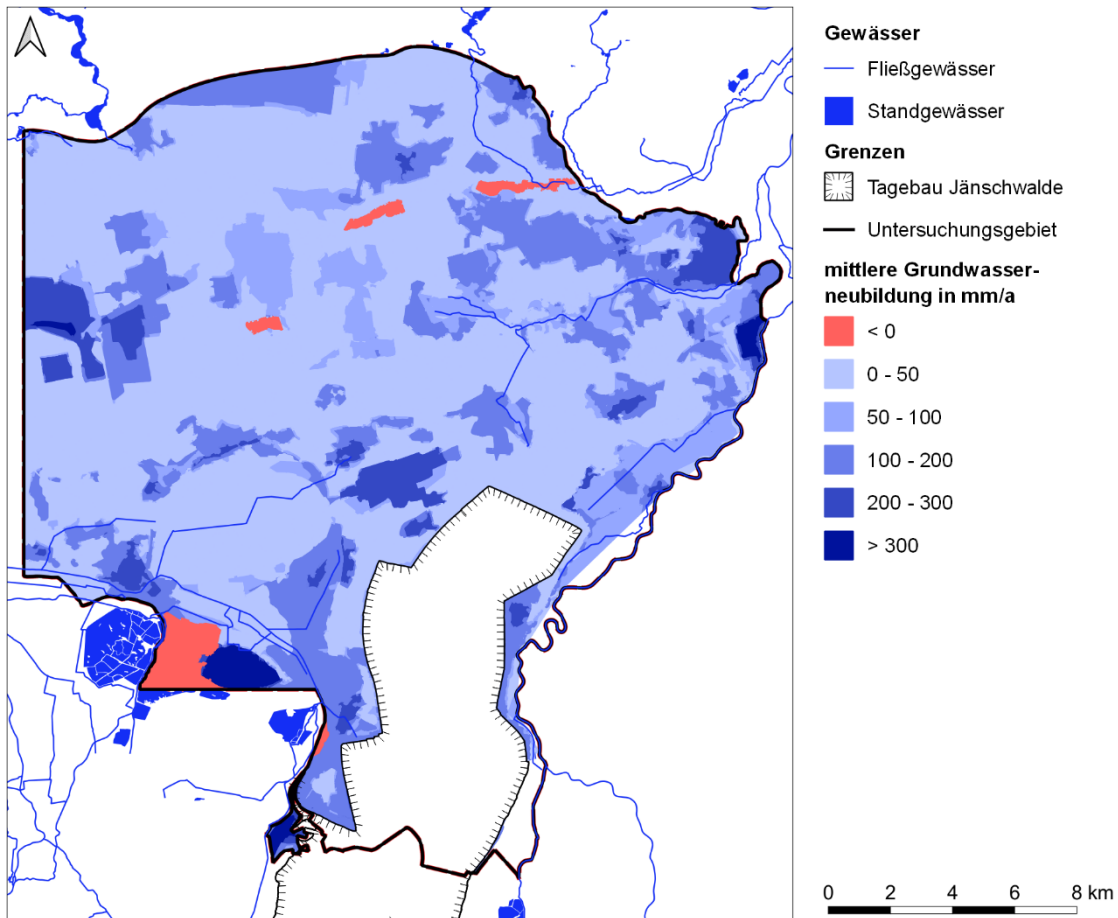 Gewässer
Fließgewässer
Standgewässer
Grenzen
Tagebau Jänschwalde
Untersuchungsgebiet
mittlere Grundwasser-
neubildung in mm/a
< 0
0 - 50
50 - 100
100 - 200
200 - 300
> 300
0 2 4 6 8 km